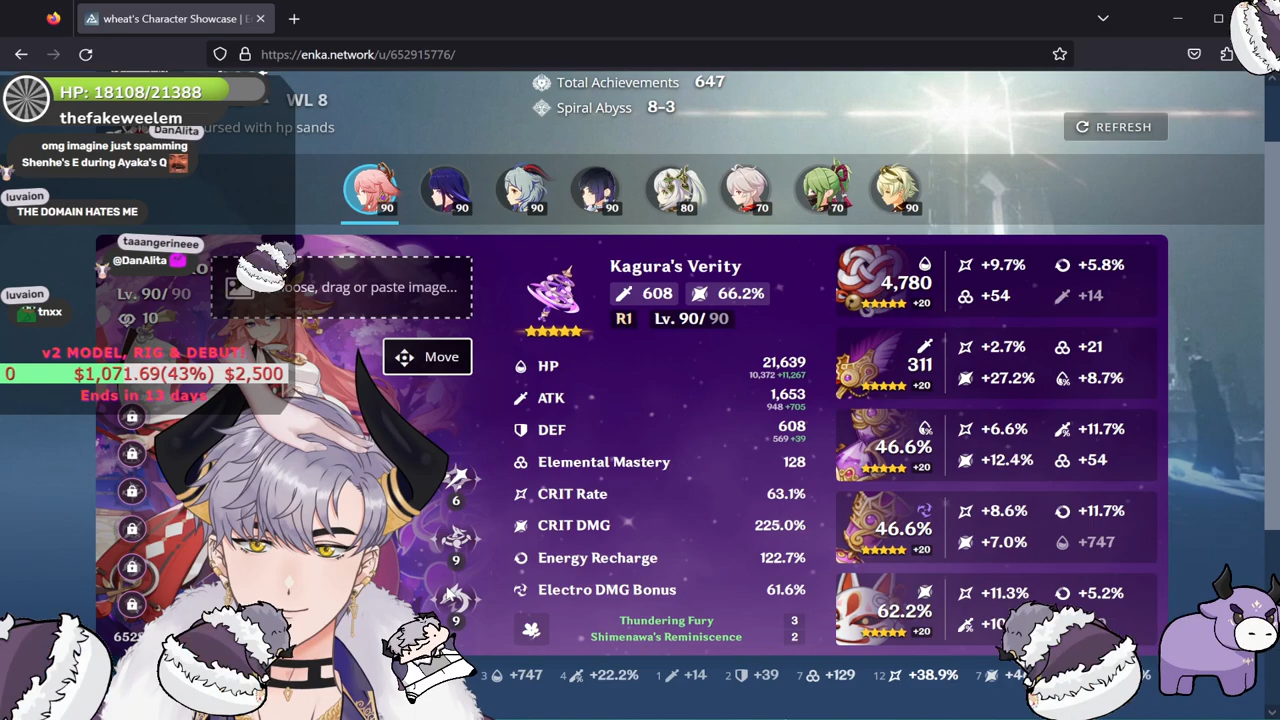 wheat's Character Showcase | E
https://enka.network/u/652915776/
HP: 18108/21388
thefakeweelem
WL 8
ursed with hp sands
Total Achievements 647
Spiral Abyss 8-3
REFRESH
DanAlita
omg imagine just spamming
Shenhe's E during Ayaka's Q
luvaion
THE DOMAIN HATES ME
taaangerineee
@DanAlita
luvaion
tnxx
v2 MODEL, RIG & DEBUT!
0 $1,071.69(43%) $2,500
Ends in 13 days
90 90 90 90 80 70 70 90
Lv. 90/ 90
10
oose, drag or paste image...
Move
6
9
9
Kagura's Verity
608 66.2%
R1 Lv. 90/ 90
HP 21,639
10,372 +11,267
ATK 1,653
948 +705
DEF 608
569 +39
Elemental Mastery 128
CRIT Rate 63.1%
CRIT DMG 225.0%
Energy Recharge 122.7%
Electro DMG Bonus 61.6%
Thundering Fury 3
Shimenawa's Reminiscence 2
4,780 +20 +9.7% +5.8%
+54 +14
311 +20 +2.7% +21
+27.2% +8.7%
46.6% +20 +6.6% +11.7%
+12.4% +54
46.6% +20 +8.6% +11.7%
+7.0% +747
62.2% +20 +11.3% +5.2%
652
3 +747 4 +22.2% 1 +14 2 +39 7 +129 12 +38.9% 7